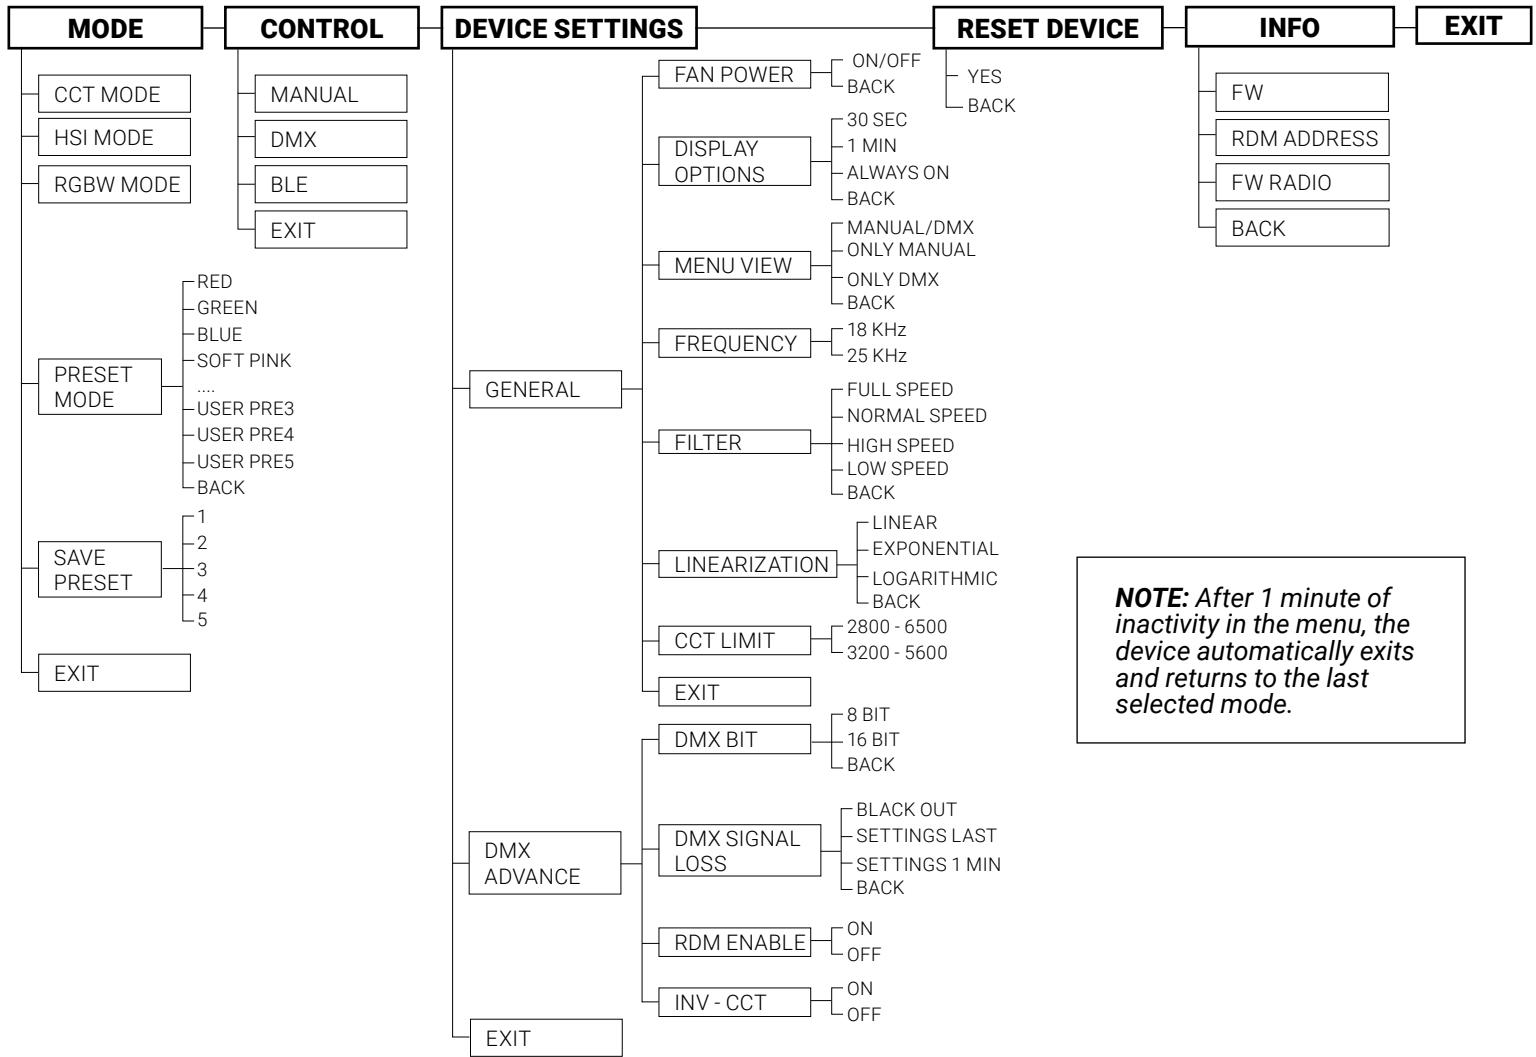 MODE
CONTROL
DEVICE SETTINGS
RESET DEVICE
INFO
EXIT
CCT MODE
HSI MODE
RGBW MODE
PRESET
MODE
RED
GREEN
BLUE
SOFT PINK
....
USER PRE3
USER PRE4
USER PRE5
BACK
SAVE
PRESET
1
2
3
4
5
EXIT
MANUAL
DMX
BLE
EXIT
GENERAL
FAN POWER
ON/OFF
BACK
DISPLAY
OPTIONS
30 SEC
1 MIN
ALWAYS ON
BACK
MENU VIEW
MANUAL/DMX
ONLY MANUAL
ONLY DMX
BACK
FREQUENCY
18 KHz
25 KHz
FILTER
FULL SPEED
NORMAL SPEED
HIGH SPEED
LOW SPEED
BACK
LINEARIZATION
LINEAR
EXPONENTIAL
LOGARITHMIC
BACK
CCT LIMIT
2800 - 6500
3200 - 5600
EXIT
DMX
ADVANCE
DMX BIT
8 BIT
16 BIT
BACK
DMX SIGNAL
LOSS
BLACK OUT
SETTINGS LAST
SETTINGS 1 MIN
BACK
RDM ENABLE
ON
OFF
INV - CCT
ON
OFF
EXIT
YES
BACK
FW
RDM ADDRESS
FW RADIO
BACK
NOTE: After 1 minute of
inactivity in the menu, the
device automatically exits
and returns to the last
selected mode.